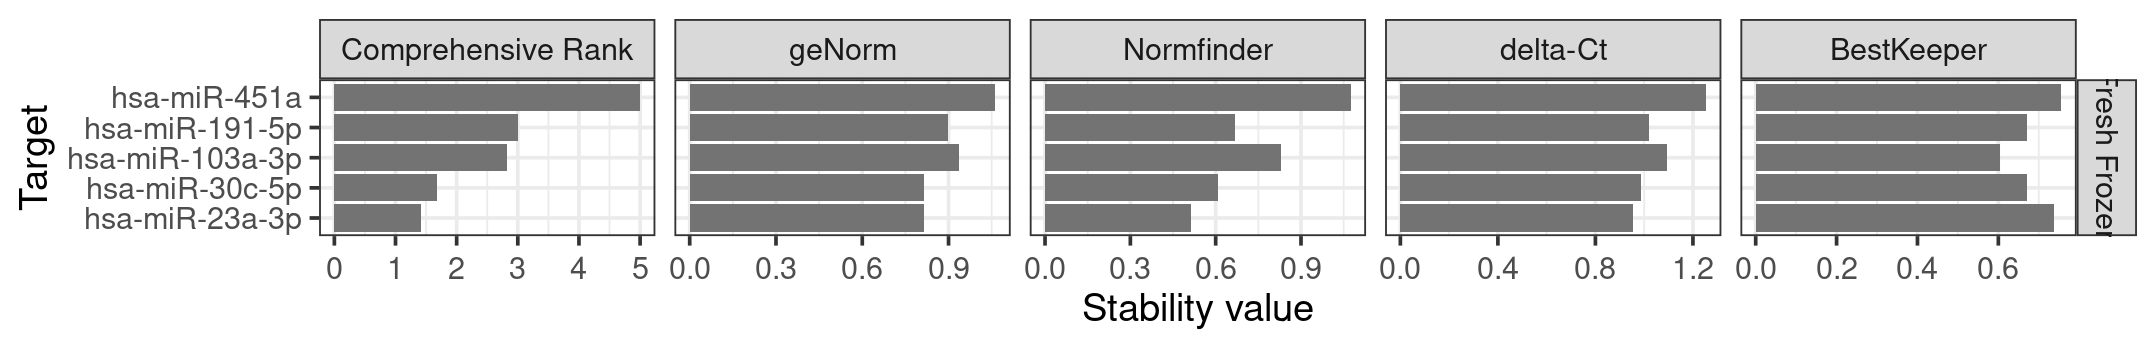 Comprehensive Rank
geNorm
Normfinder
delta-Ct
BestKeeper
Target
hsa-miR-451a
hsa-miR-191-5p
hsa-miR-103a-3p
hsa-miR-30c-5p
hsa-miR-23a-3p
Fresh Frozen
0 1 2 3 4 5
0.0 0.3 0.6 0.9
0.0 0.3 0.6 0.9
0.0 0.4 0.8 1.2
0.0 0.2 0.4 0.6
Stability value